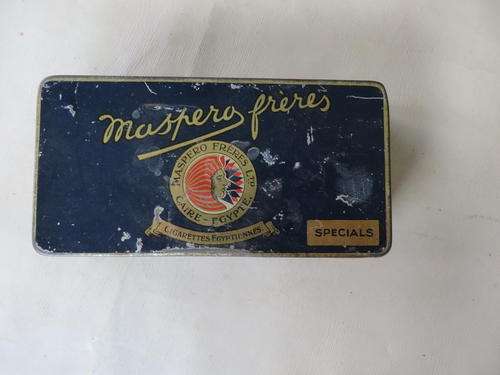 Maspero frères
MASPERO FRÈRES LTD
CAIRE - EGYPTE
CIGARETTES EGYPTIENNES
SPECIALS